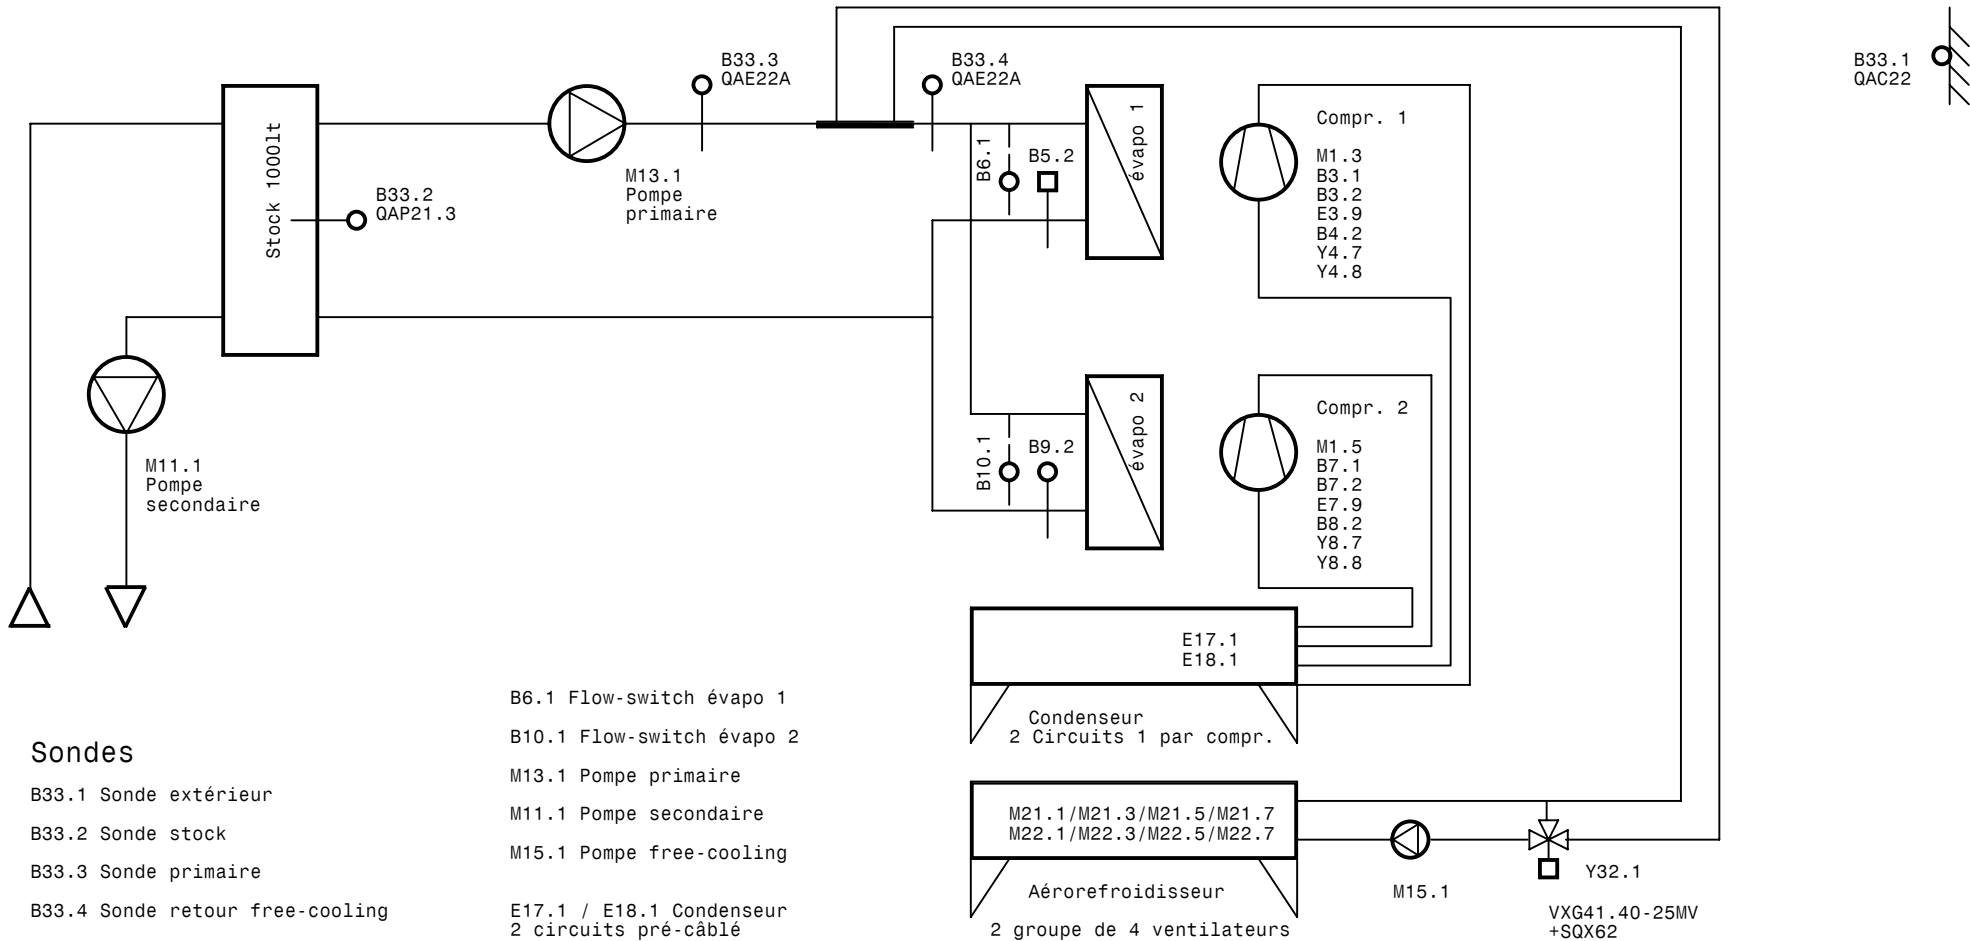 B33.3
QAE22A
B33.4
QAE22A
B33.1
QAC22
Stock 1000lt
B33.2
QAP21.3
M13.1
Pompe
primaire
B6.1
B5.2
évapo 1
Compr. 1
M1.3
B3.1
B3.2
E3.9
B4.2
Y4.7
Y4.8
M11.1
Pompe
secondaire
B10.1
B9.2
évapo 2
Compr. 2
M1.5
B7.1
B7.2
E7.9
B8.2
Y8.7
Y8.8
E17.1
E18.1
Condenseur
2 Circuits 1 par compr.
M21.1/M21.3/M21.5/M21.7
M22.1/M22.3/M22.5/M22.7
Aérorefroidisseur
2 groupe de 4 ventilateurs
M15.1
Y32.1
VXG41.40-25MV
+SQX62
Sondes
B33.1 Sonde extérieur
B33.2 Sonde stock
B33.3 Sonde primaire
B33.4 Sonde retour free-cooling
B6.1 Flow-switch évapo 1
B10.1 Flow-switch évapo 2
M13.1 Pompe primaire
M11.1 Pompe secondaire
M15.1 Pompe free-cooling
E17.1 / E18.1 Condenseur
2 circuits pré-câblé